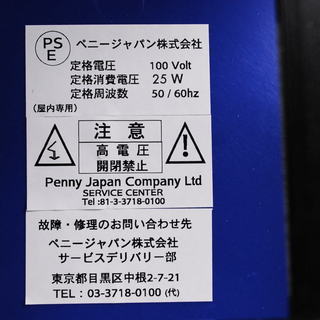 PS
E
ペニージャパン株式会社
定格電圧 100 Volt
定格消費電圧 25 W
定格周波数 50 / 60hz
(屋内専用)
注 意
高 電 圧
開閉禁止
Penny Japan Company Ltd
SERVICE CENTER
Tel :81-3-3718-0100
故障・修理のお問い合わせ先
ペニージャパン株式会社
サービスデリバリー部
東京都目黒区中根2-7-21
TEL : 03-3718-0100 (代)